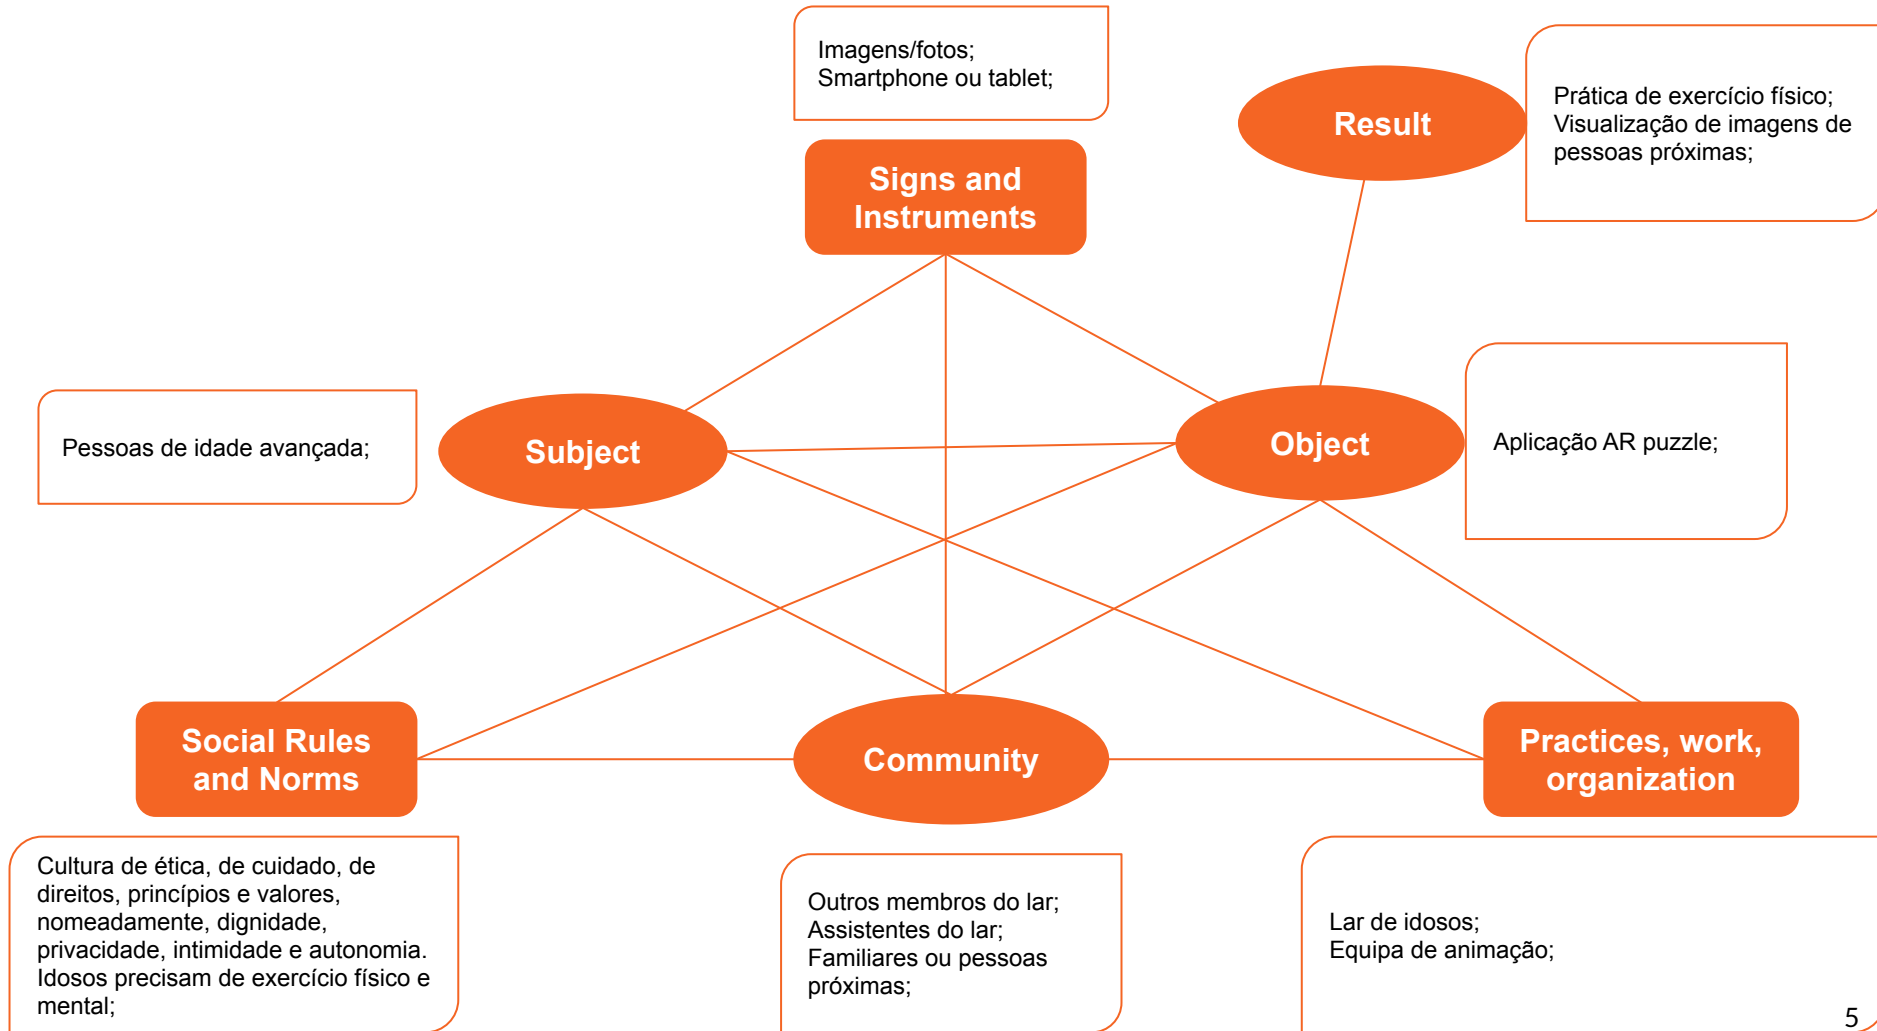 Imagens/fotos;
Smartphone ou tablet;
Result
Prática de exercício físico;
Visualização de imagens de
pessoas próximas;
Signs and
Instruments
Pessoas de idade avançada;
Subject
Object
Aplicação AR puzzle;
Social Rules
and Norms
Community
Practices, work,
organization
Cultura de ética, de cuidado, de
direitos, princípios e valores,
nomeadamente, dignidade,
privacidade, intimidade e autonomia.
Idosos precisam de exercício físico e
mental;
Outros membros do lar;
Assistentes do lar;
Familiares ou pessoas
próximas;
Lar de idosos;
Equipa de animação;
5